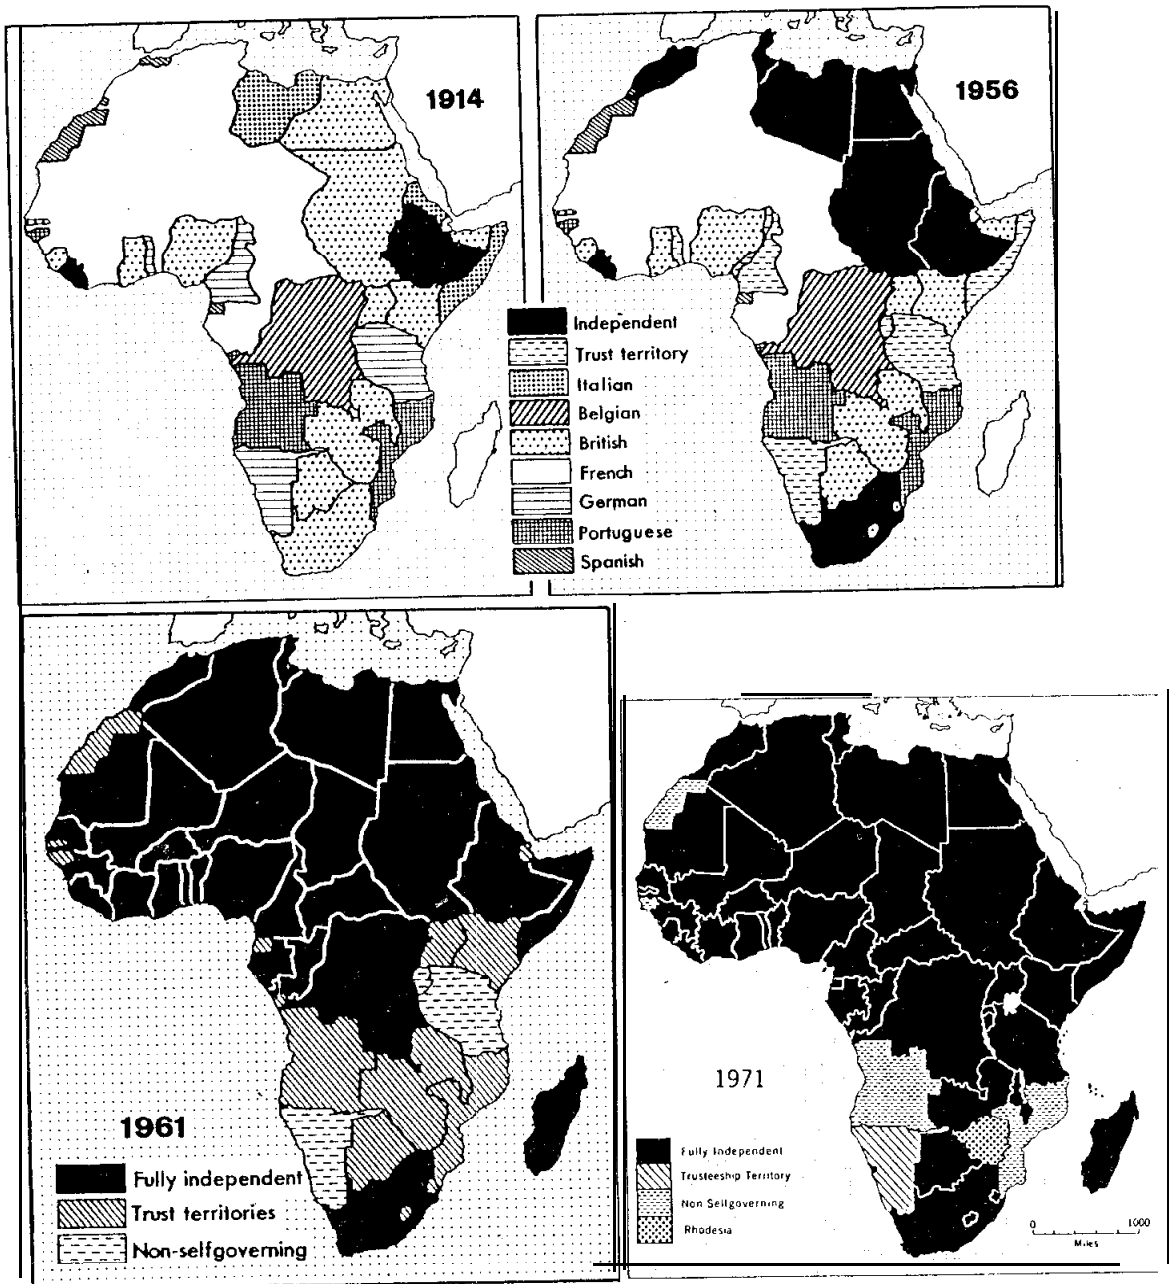 1914
1956
Independent
Trust territory
Italian
Belgian
British
French
German
Portuguese
Spanish
1961
Fully independent
Trust territories
Non-selfgoverning
1971
Fully Independent
Trusteeship Territory
Non Selfgoverning
Rhodesia
0 1000
Miles